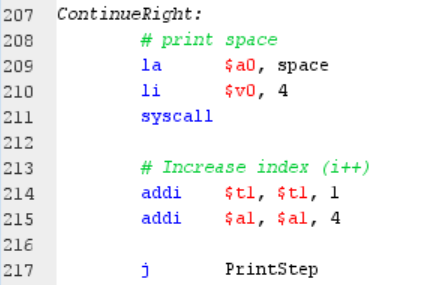 207 ContinueRight:
208 # print space
209 la $a0, space
210 li $v0, 4
211 syscall
212
213 # Increase index (i++)
214 addi $t1, $t1, 1
215 addi $a1, $a1, 4
216
217 j PrintStep